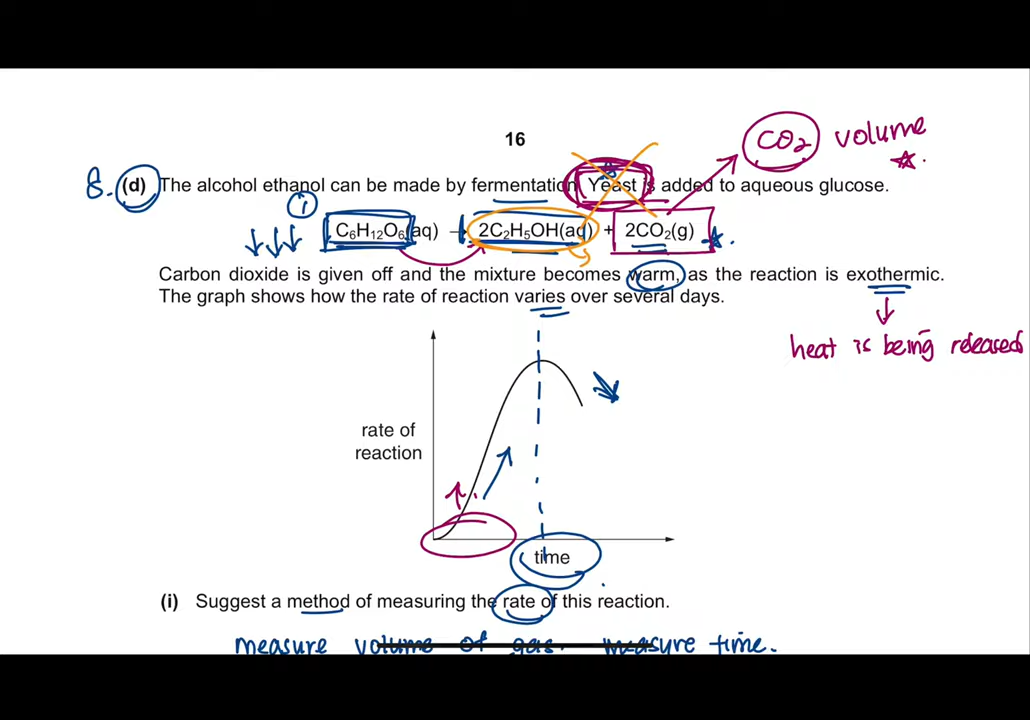 16
CO₂ volume
8. (d) The alcohol ethanol can be made by fermentation. Yeast is added to aqueous glucose.
i
C₆H₁₂O₆(aq) → 2C₂H₅OH(aq) + 2CO₂(g)
Carbon dioxide is given off and the mixture becomes warm, as the reaction is exothermic.
The graph shows how the rate of reaction varies over several days.
heat is being released
rate of
reaction
time
(i) Suggest a method of measuring the rate of this reaction.
measure volume of gas. measure time.